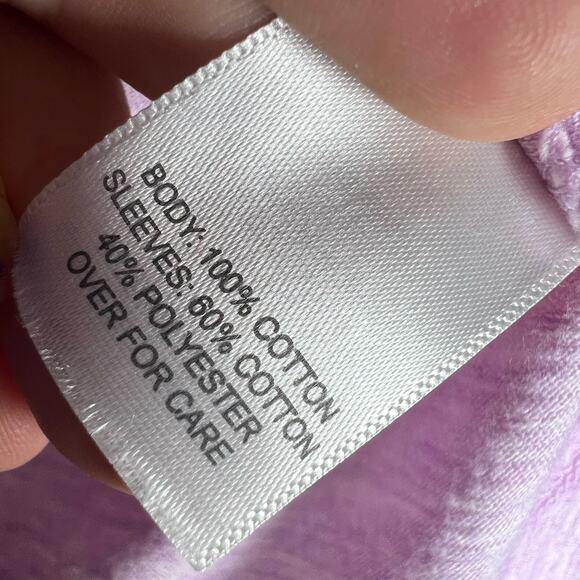 BODY: 100% COTTON
SLEEVES: 60% COTTON
40% POLYESTER
OVER FOR CARE